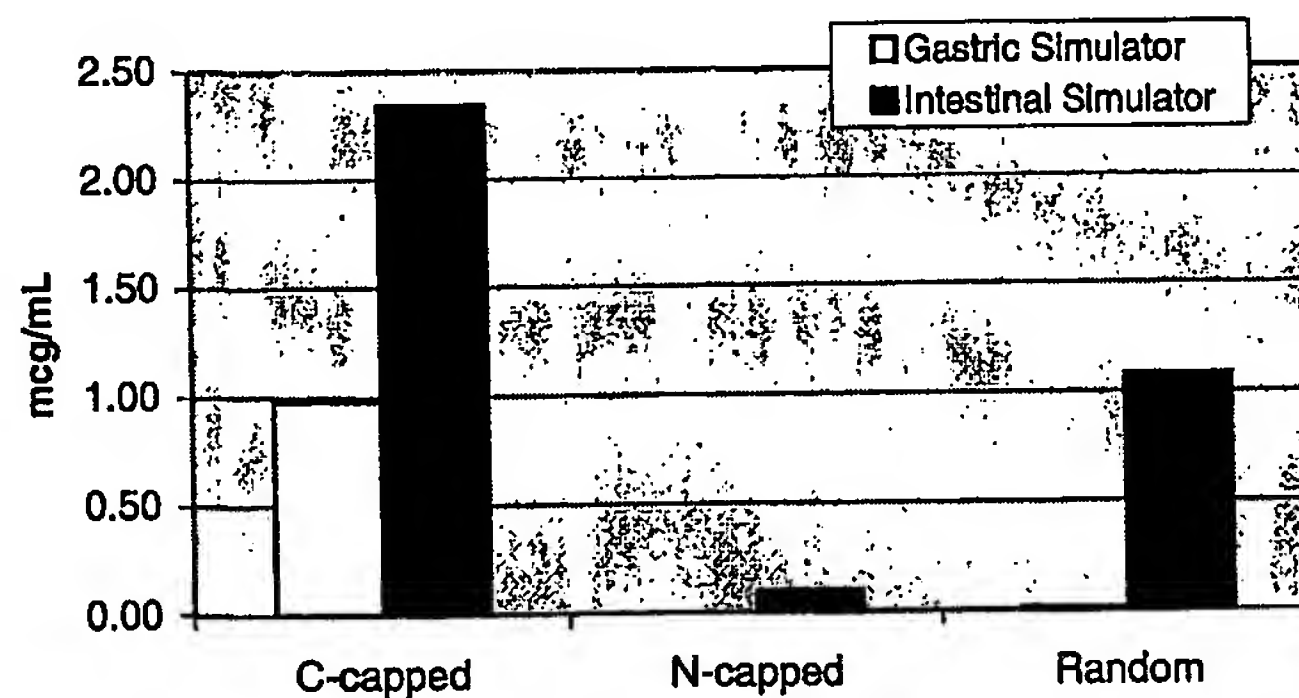 Gastric Simulator
Intestinal Simulator
2.50
2.00
1.50
1.00
0.50
0.00
mcg/mL
C-capped
N-capped
Random